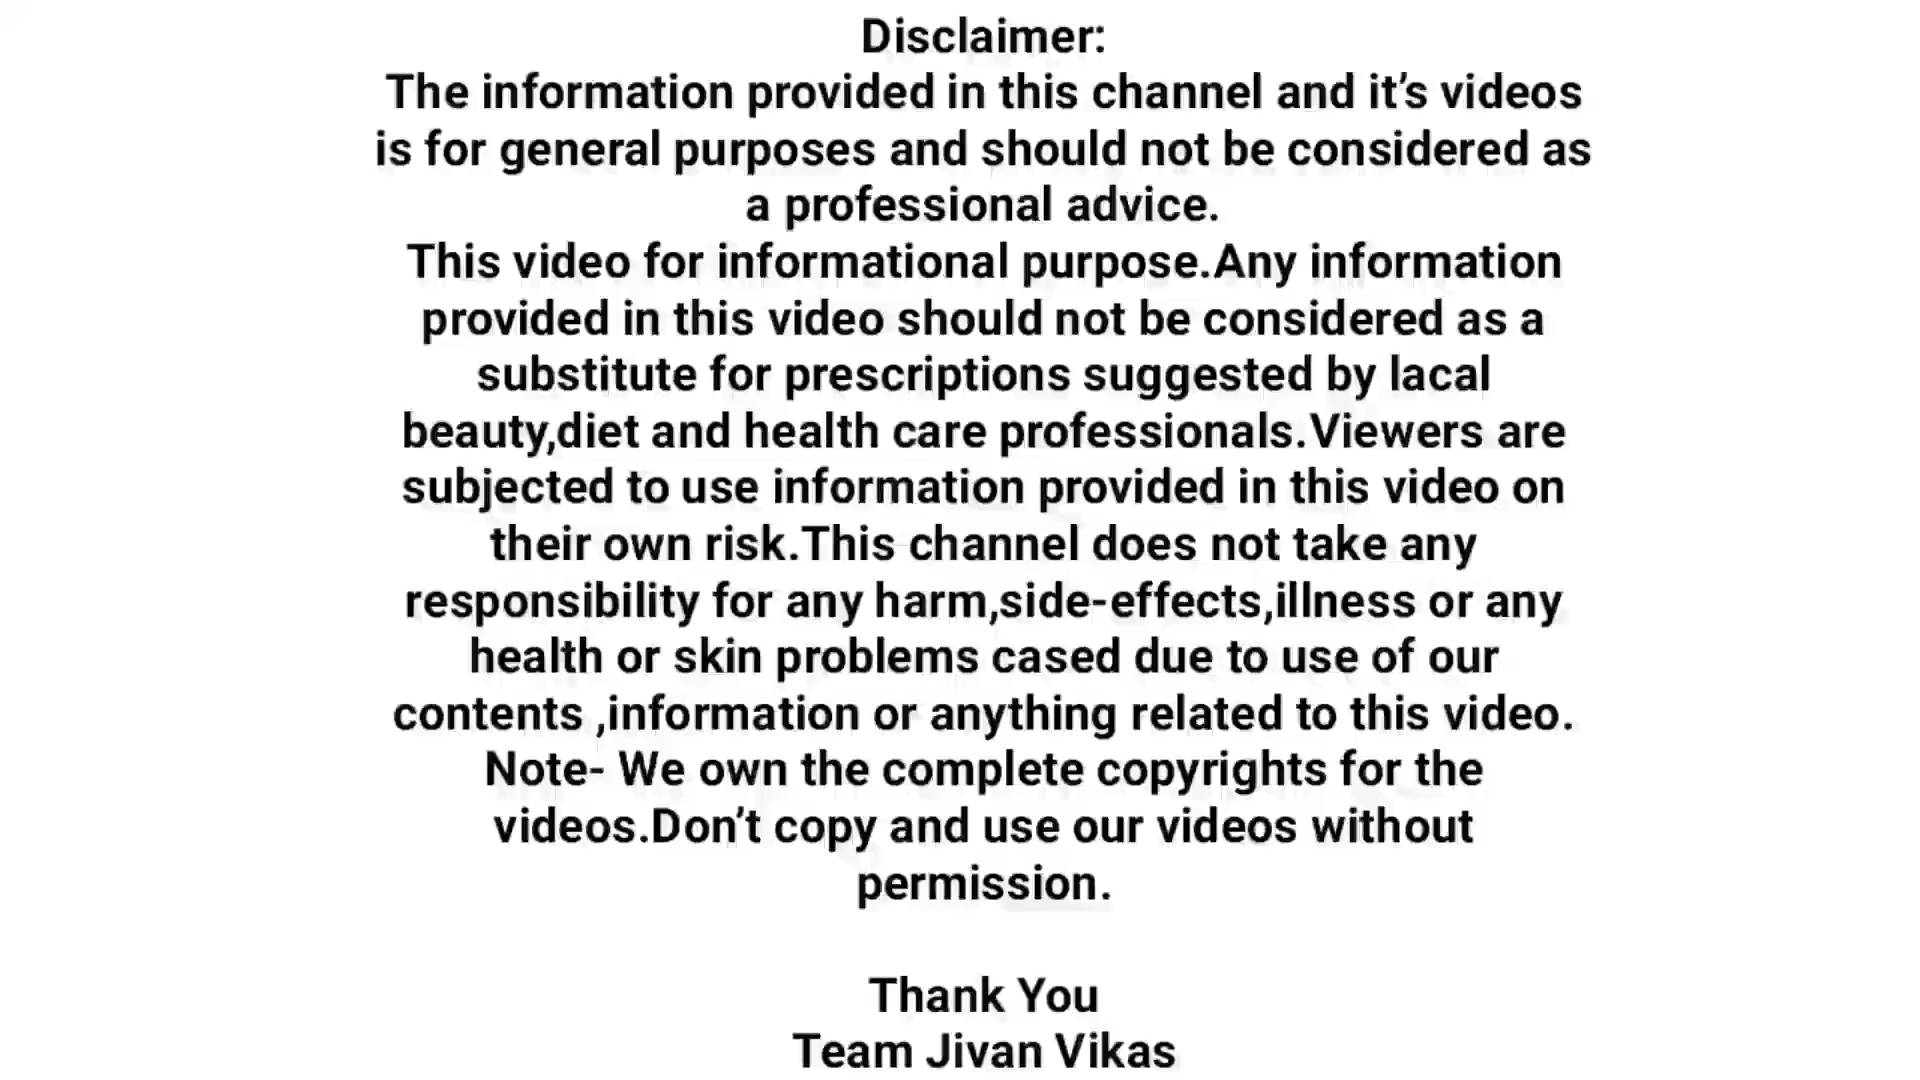 Disclaimer:
The information provided in this channel and it’s videos
is for general purposes and should not be considered as
a professional advice.
This video for informational purpose.Any information
provided in this video should not be considered as a
substitute for prescriptions suggested by lacal
beauty,diet and health care professionals.Viewers are
subjected to use information provided in this video on
their own risk.This channel does not take any
responsibility for any harm,side-effects,illness or any
health or skin problems cased due to use of our
contents ,information or anything related to this video.
Note- We own the complete copyrights for the
videos.Don’t copy and use our videos without
permission.
Thank You
Team Jivan Vikas